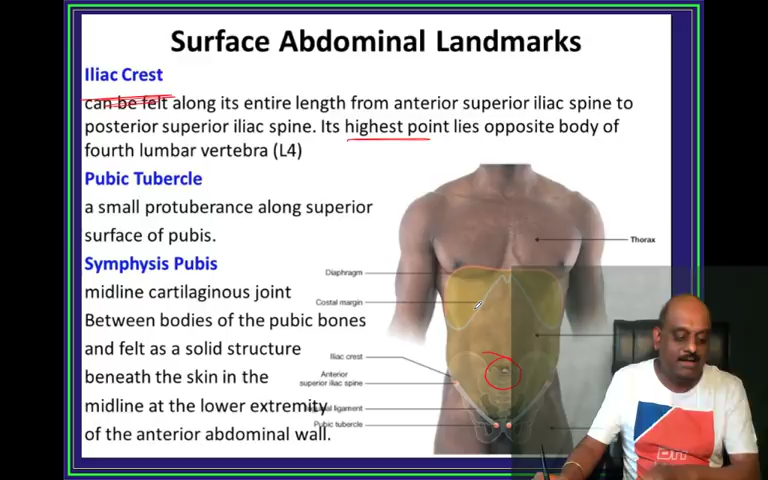 Surface Abdominal Landmarks
Iliac Crest
can be felt along its entire length from anterior superior iliac spine to
posterior superior iliac spine. Its highest point lies opposite body of
fourth lumbar vertebra (L4)
Pubic Tubercle
a small protuberance along superior
surface of pubis.
Symphysis Pubis
midline cartilaginous joint
Between bodies of the pubic bones
and felt as a solid structure
beneath the skin in the
midline at the lower extremity
of the anterior abdominal wall.
Thorax
Diaphragm
Costal margin
Iliac crest
Anterior
superior iliac spine
ligament
Pubic tubercle